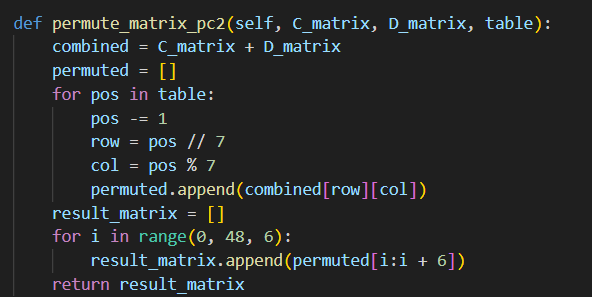 def permute_matrix_pc2(self, C_matrix, D_matrix, table):
    combined = C_matrix + D_matrix
    permuted = []
    for pos in table:
        pos -= 1
        row = pos // 7
        col = pos % 7
        permuted.append(combined[row][col])
    result_matrix = []
    for i in range(0, 48, 6):
        result_matrix.append(permuted[i:i + 6])
    return result_matrix